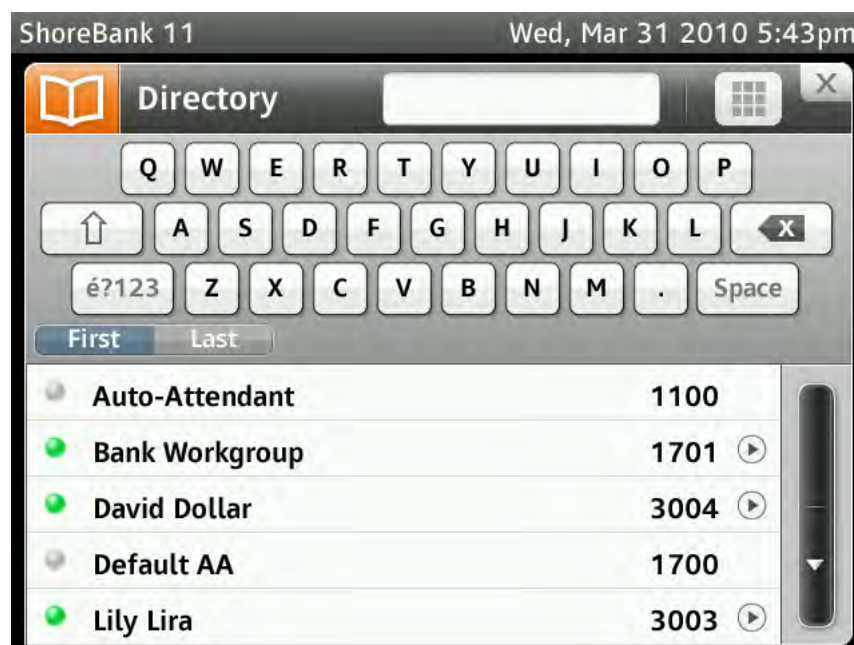 ShoreBank 11 Wed, Mar 31 2010 5:43pm
Directory X
Q W E R T Y U I O P
A S D F G H J K L X
é?123 Z X C V B N M . Space
First Last
Auto-Attendant 1100
Bank Workgroup 1701
David Dollar 3004
Default AA 1700
Lily Lira 3003